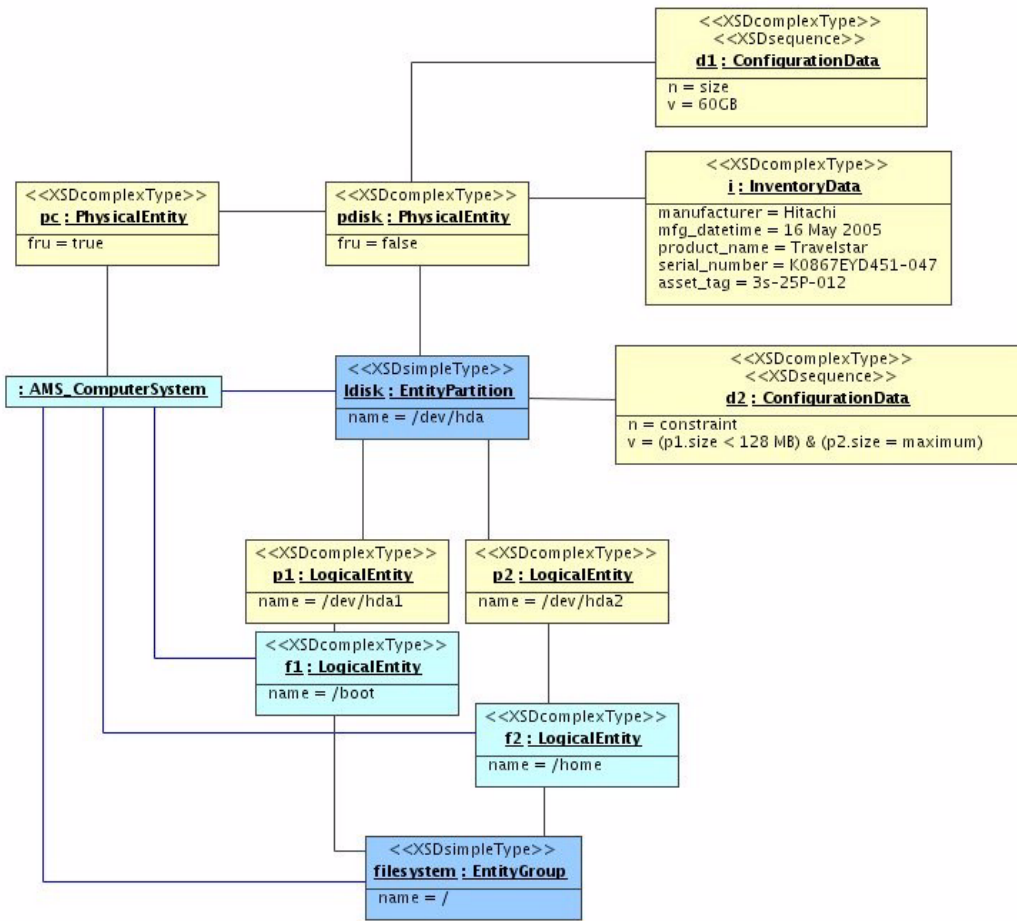 <<XSDcomplexType>>
<<XSDsequence>>
d1 : ConfigurationData
n = size
v = 60GB
<<XSDcomplexType>>
pc : PhysicalEntity
fru = true
<<XSDcomplexType>>
pdisk : PhysicalEntity
fru = false
<<XSDcomplexType>>
i : InventoryData
manufacturer = Hitachi
mfg_datetime = 16 May 2005
product_name = Travelstar
serial_number = K0867EYD451-047
asset_tag = 3s-25P-012
: AMS_ComputerSystem
<<XSDsimpleType>>
ldisk : EntityPartition
name = /dev/hda
<<XSDcomplexType>>
<<XSDsequence>>
d2 : ConfigurationData
n = constraint
v = (p1.size < 128 MB) & (p2.size = maximum)
<<XSDcomplexType>>
p1 : LogicalEntity
name = /dev/hda1
<<XSDcomplexType>>
p2 : LogicalEntity
name = /dev/hda2
<<XSDcomplexType>>
f1 : LogicalEntity
name = /boot
<<XSDcomplexType>>
f2 : LogicalEntity
name = /home
<<XSDsimpleType>>
filesystem : EntityGroup
name = /